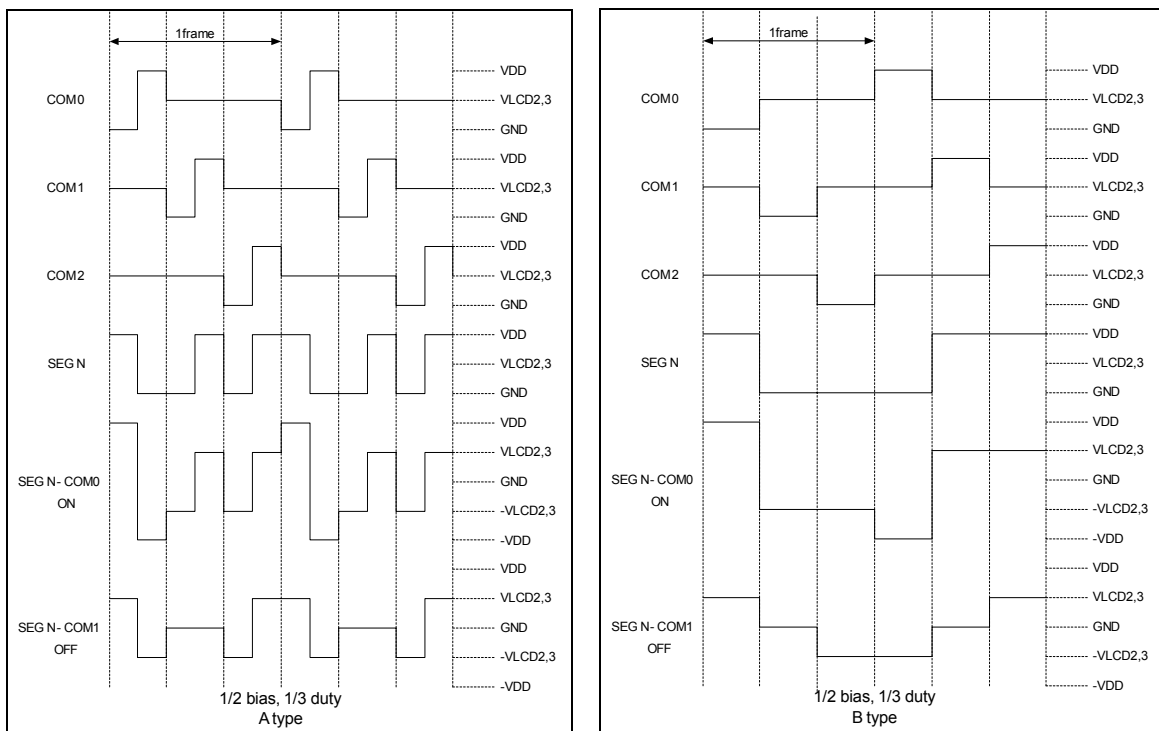 1frame
COM0
VDD
VLCD2,3
GND
COM1
VDD
VLCD2,3
GND
COM2
VDD
VLCD2,3
GND
SEG N
VDD
VLCD2,3
GND
SEG N- COM0
ON
VDD
VLCD2,3
GND
-VLCD2,3
-VDD
SEG N- COM1
OFF
VDD
VLCD2,3
GND
-VLCD2,3
-VDD
1/2 bias, 1/3 duty
A type
1frame
COM0
VDD
VLCD2,3
GND
COM1
VDD
VLCD2,3
GND
COM2
VDD
VLCD2,3
GND
SEG N
VDD
VLCD2,3
GND
SEG N- COM0
ON
VDD
VLCD2,3
GND
-VLCD2,3
-VDD
SEG N- COM1
OFF
VDD
VLCD2,3
GND
-VLCD2,3
-VDD
1/2 bias, 1/3 duty
B type